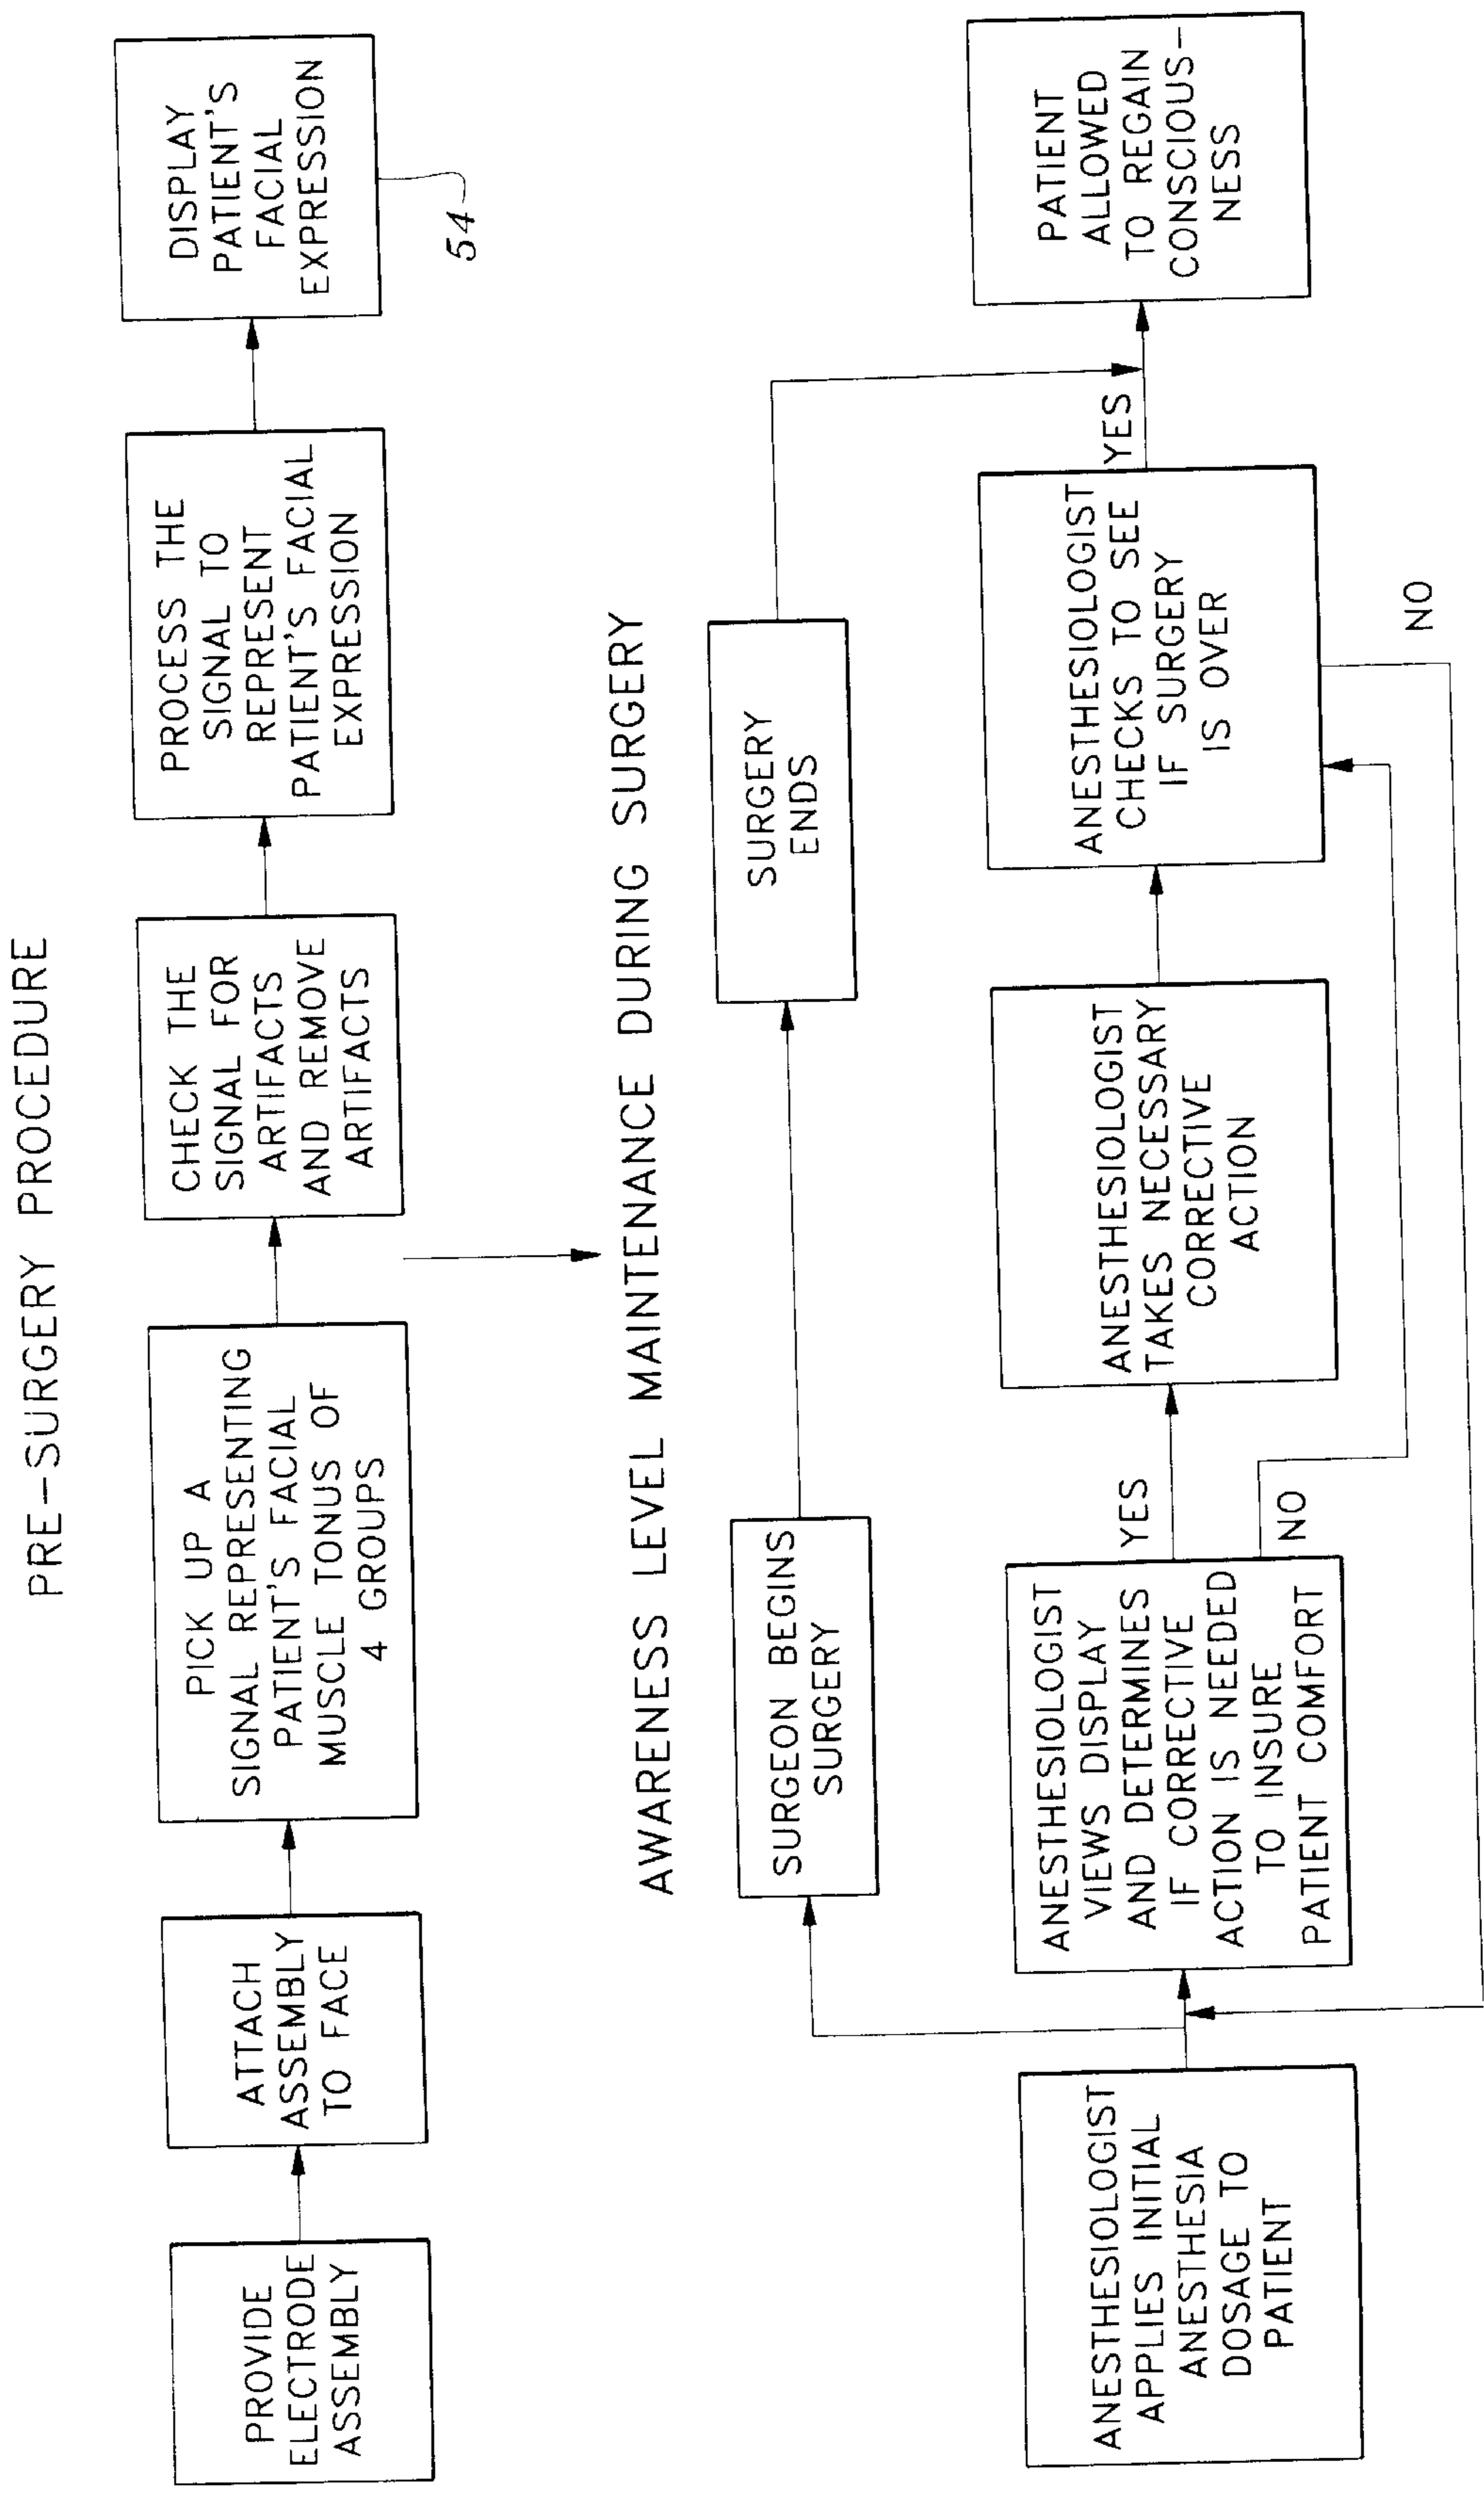 PRE-SURGERY PROCEDURE
PROVIDE
ELECTRODE
ASSEMBLY
ATTACH
ASSEMBLY
TO FACE
PICK UP A
SIGNAL REPRESENTING
PATIENT'S FACIAL
MUSCLE TONUS OF
4 GROUPS
CHECK THE
SIGNAL FOR
ARTIFACTS
AND REMOVE
ARTIFACTS
PROCESS THE
SIGNAL TO
REPRESENT
PATIENT'S FACIAL
EXPRESSION
DISPLAY
PATIENT'S
FACIAL
EXPRESSION
54
AWARENESS LEVEL MAINTENANCE DURING SURGERY
SURGEON BEGINS
SURGERY
SURGERY
ENDS
ANESTHESIOLOGIST
APPLIES INITIAL
ANESTHESIA
DOSAGE TO
PATIENT
ANESTHESIOLOGIST
VIEWS DISPLAY
AND DETERMINES
IF CORRECTIVE
ACTION IS NEEDED
TO INSURE
PATIENT COMFORT
YES
NO
ANESTHESIOLOGIST
TAKES NECESSARY
CORRECTIVE
ACTION
ANESTHESIOLOGIST
CHECKS TO SEE
IF SURGERY
IS OVER
YES
NO
PATIENT
ALLOWED
TO REGAIN
CONSCIOUS-
NESS